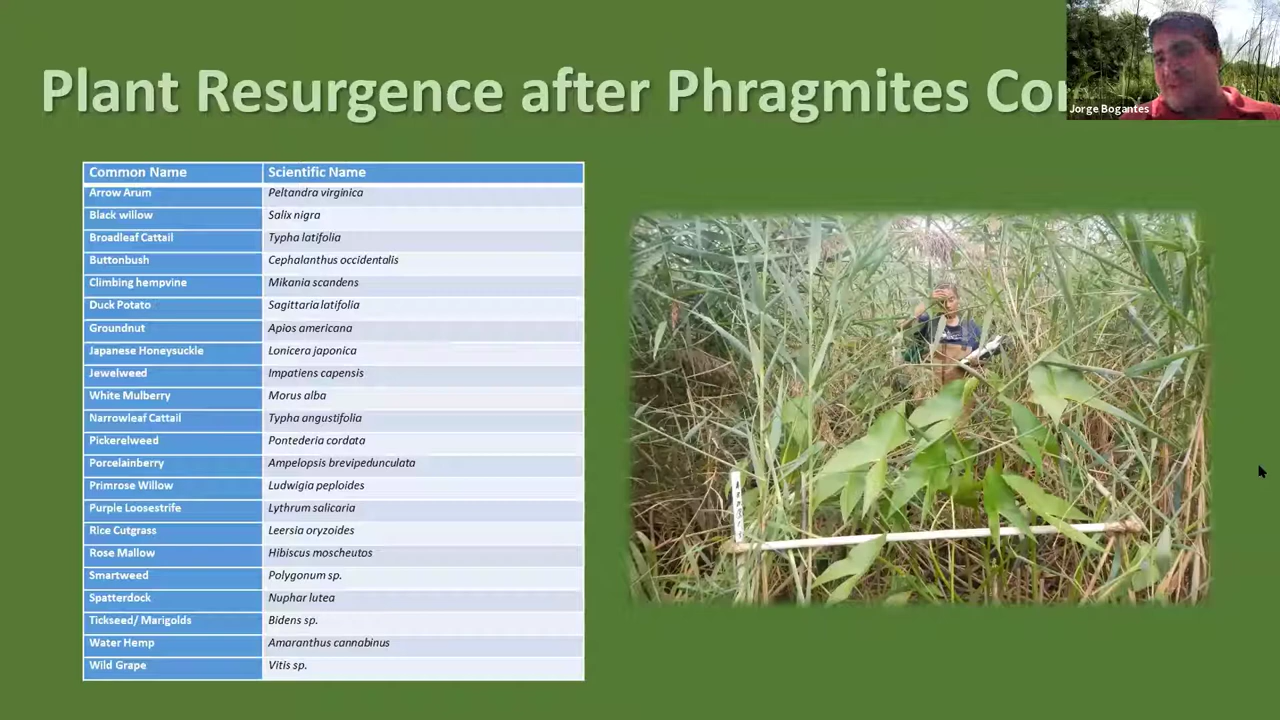 Plant Resurgence after Phragmites Con
Jorge Bogantes
Common Name Scientific Name
Arrow Arum Peltandra virginica
Black willow Salix nigra
Broadleaf Cattail Typha latifolia
Buttonbush Cephalanthus occidentalis
Climbing hempvine Mikania scandens
Duck Potato Sagittaria latifolia
Groundnut Apios americana
Japanese Honeysuckle Lonicera japonica
Jewelweed Impatiens capensis
White Mulberry Morus alba
Narrowleaf Cattail Typha angustifolia
Pickerelweed Pontederia cordata
Porcelainberry Ampelopsis brevipedunculata
Primrose Willow Ludwigia peploides
Purple Loosestrife Lythrum salicaria
Rice Cutgrass Leersia oryzoides
Rose Mallow Hibiscus moscheutos
Smartweed Polygonum sp.
Spatterdock Nuphar lutea
Tickseed/ Marigolds Bidens sp.
Water Hemp Amaranthus cannabinus
Wild Grape Vitis sp.